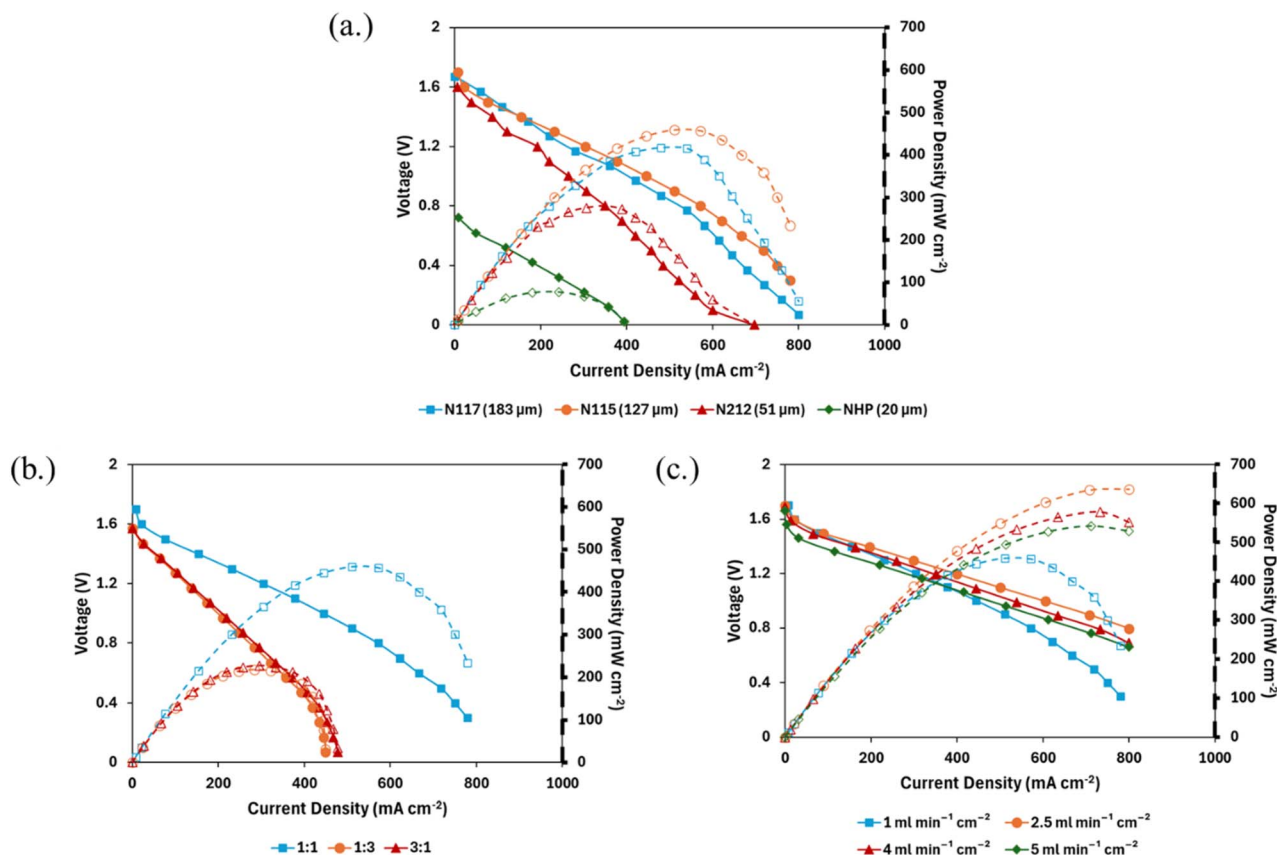 (a.)
2
1.6
1.2
0.8
0.4
0
Voltage (V)
700
600
500
400
300
200
100
0
Power Density (mW cm⁻²)
0 200 400 600 800 1000
Current Density (mA cm⁻²)
N117 (183 µm) N115 (127 µm) N212 (51 µm) NHP (20 µm)
(b.)
2
1.6
1.2
0.8
0.4
0
Voltage (V)
700
600
500
400
300
200
100
0
Power Density (mW cm⁻²)
0 200 400 600 800 1000
Current Density (mA cm⁻²)
1:1 1:3 3:1
(c.)
2
1.6
1.2
0.8
0.4
0
Voltage (V)
700
600
500
400
300
200
100
0
Power Density (mW cm⁻²)
0 200 400 600 800 1000
Current Density (mA cm⁻²)
1 ml min⁻¹ cm⁻² 2.5 ml min⁻¹ cm⁻²
4 ml min⁻¹ cm⁻² 5 ml min⁻¹ cm⁻²